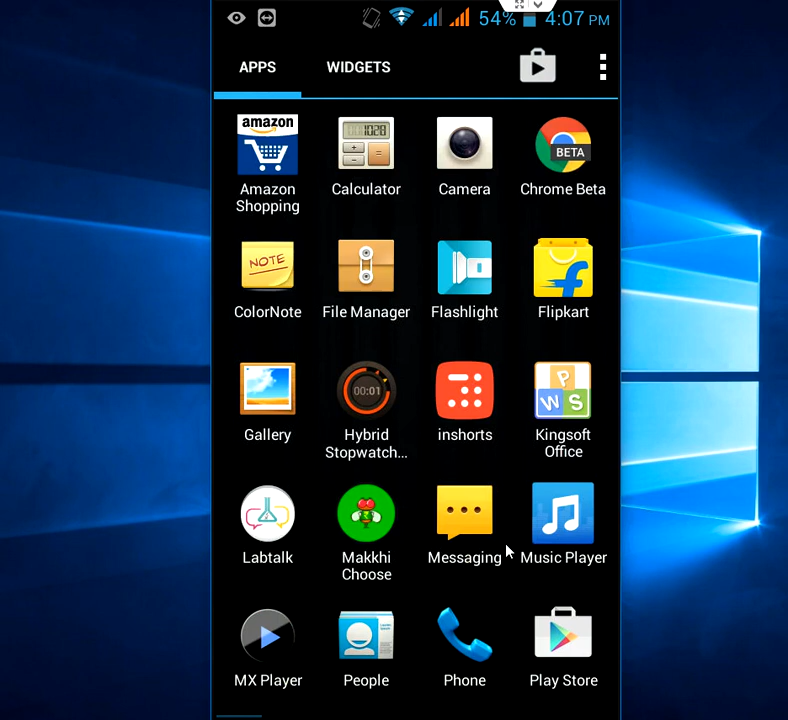 54% 4:07 PM
APPS WIDGETS
amazon
1028
BETA
Amazon Shopping
Calculator
Camera
Chrome Beta
NOTE
ColorNote
File Manager
Flashlight
Flipkart
00:01
P
W S
Gallery
Hybrid Stopwatch...
inshorts
Kingsoft Office
Labtalk
Makkhi Choose
Messaging
Music Player
MX Player
People
Phone
Play Store